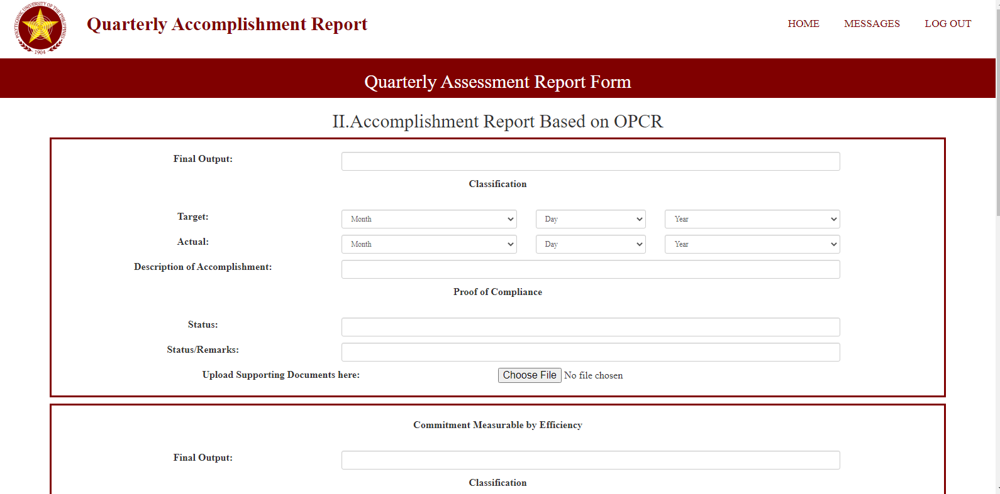 POLYTECHNIC UNIVERSITY OF THE PHILIPPINES
1904
Quarterly Accomplishment Report
HOME MESSAGES LOG OUT
Quarterly Assessment Report Form
II.Accomplishment Report Based on OPCR
Final Output:
Classification
Target: Month Day Year
Actual: Month Day Year
Description of Accomplishment:
Proof of Compliance
Status:
Status/Remarks:
Upload Supporting Documents here: Choose File No file chosen
Commitment Measurable by Efficiency
Final Output:
Classification